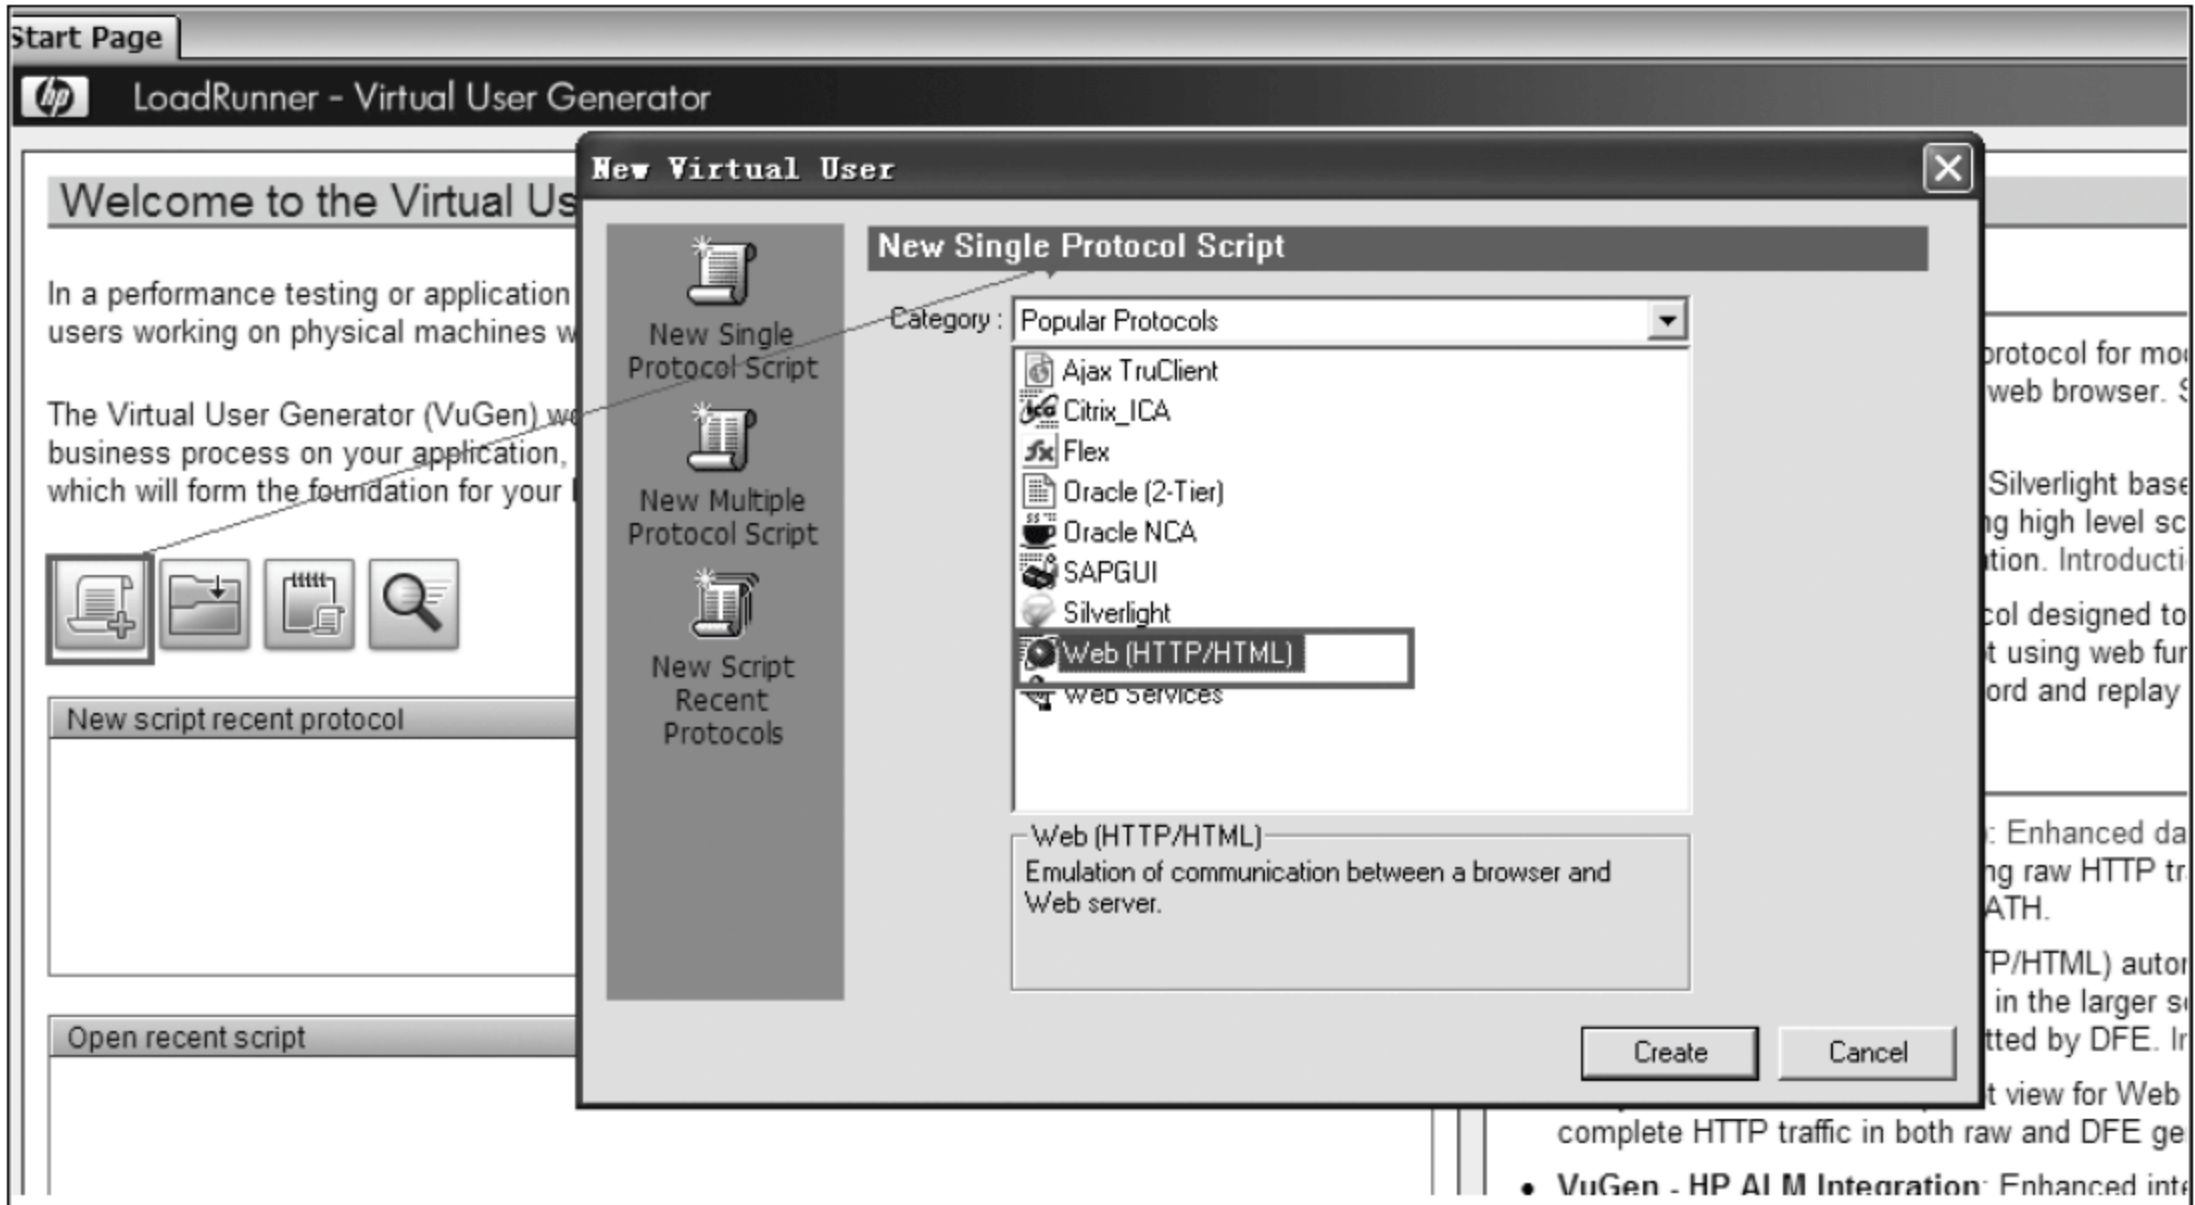 Start Page
hp
LoadRunner - Virtual User Generator
Welcome to the Virtual Us
In a performance testing or application
users working on physical machines w
The Virtual User Generator (VuGen) wo
business process on your application,
which will form the foundation for your
New script recent protocol
Open recent script
New Virtual User
New Single
Protocol Script
New Multiple
Protocol Script
New Script
Recent
Protocols
New Single Protocol Script
Category :
Popular Protocols
Ajax TruClient
Citrix_ICA
Flex
Oracle (2-Tier)
Oracle NCA
SAPGUI
Silverlight
Web (HTTP/HTML)
Web Services
Web (HTTP/HTML)
Emulation of communication between a browser and
Web server.
Create
Cancel
protocol for mo
web browser. S
Silverlight base
ng high level sc
tion. Introducti
col designed to
t using web fun
ord and replay
: Enhanced da
ng raw HTTP tr
ATH.
TP/HTML) autor
in the larger s
tted by DFE. In
t view for Web
complete HTTP traffic in both raw and DFE ge
• VuGen - HP ALM Integration: Enhanced inte